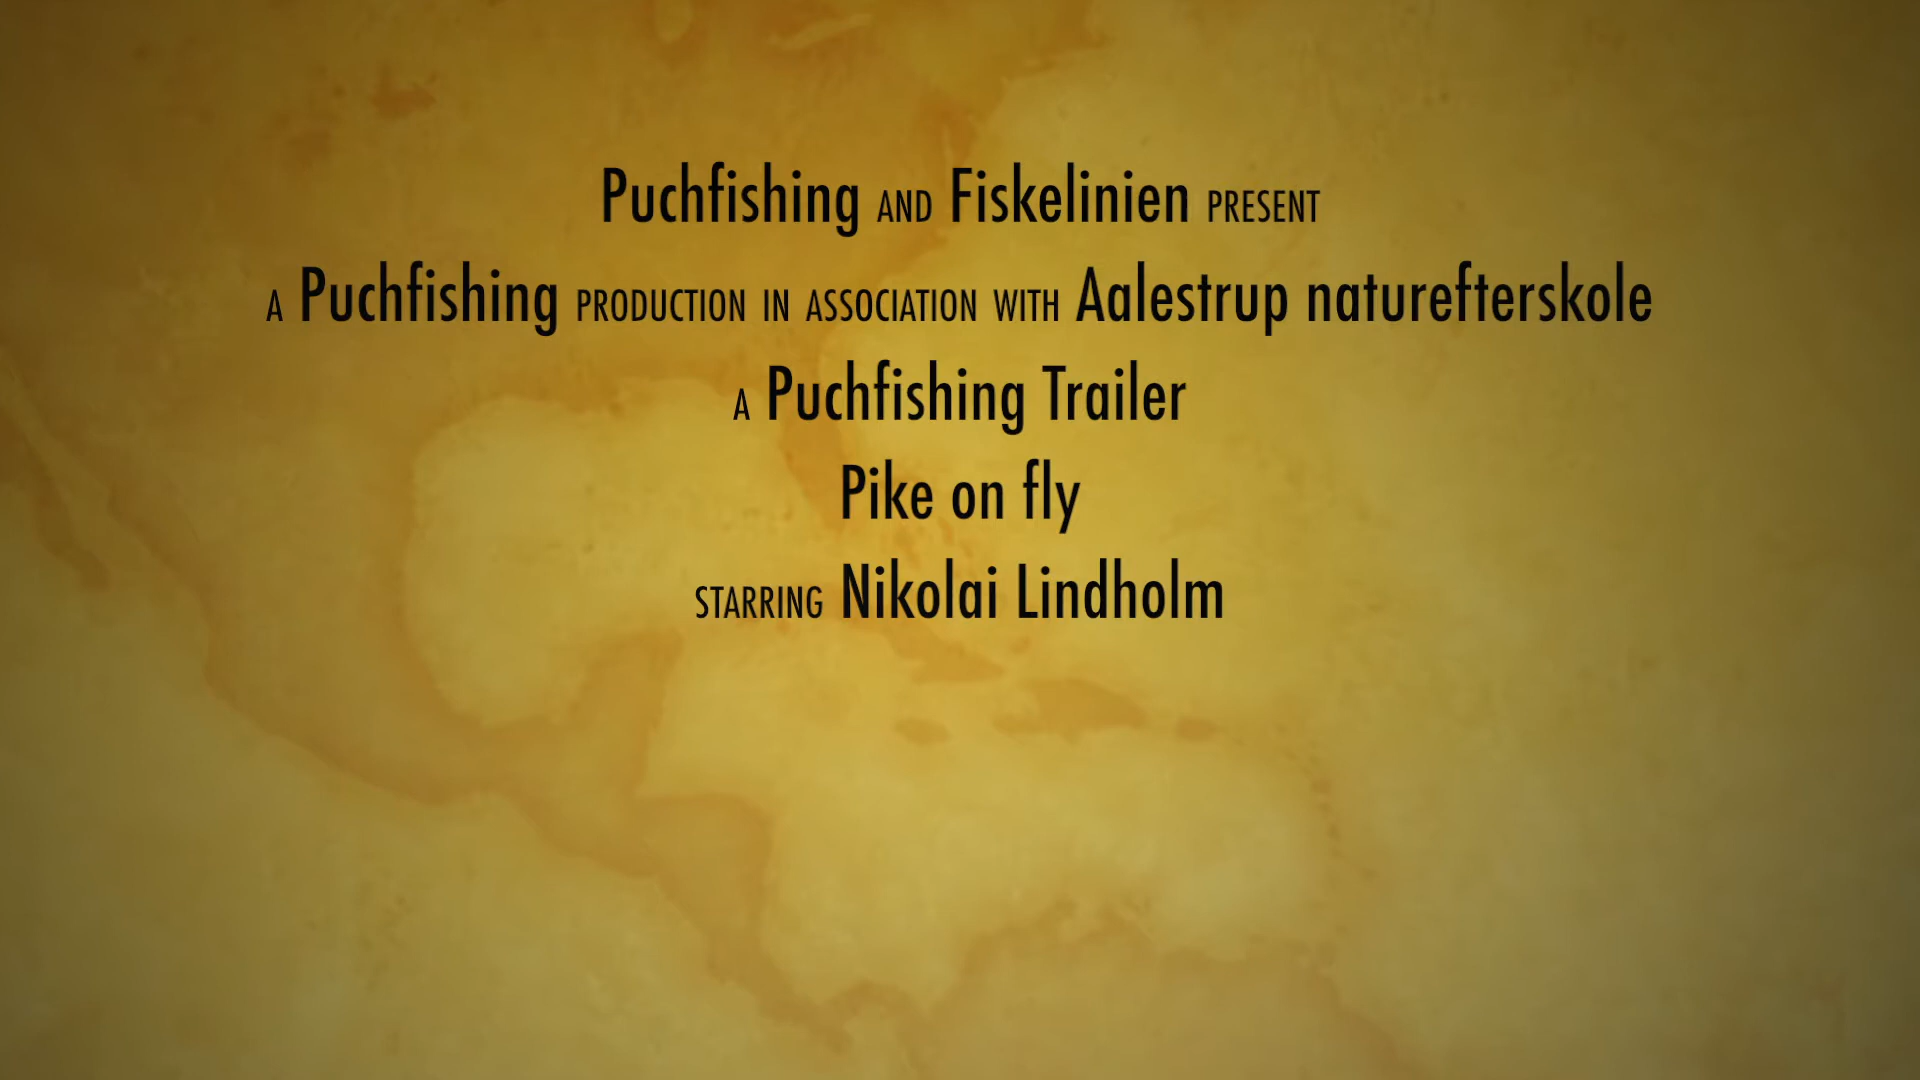 Puchfishing AND Fiskelinien PRESENT
A Puchfishing PRODUCTION IN ASSOCIATION WITH Aalestrup naturefterskole
A Puchfishing Trailer
Pike on fly
STARRING Nikolai Lindholm